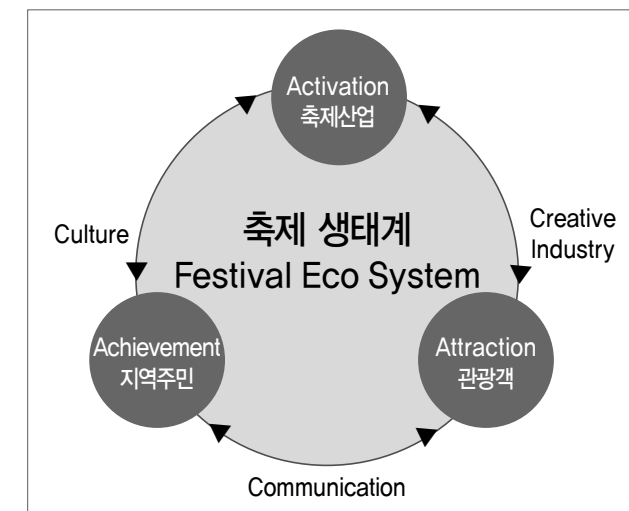 Activation
축제산업
Culture
축제 생태계
Festival Eco System
Creative
Industry
Achievement
지역주민
Attraction
관광객
Communication